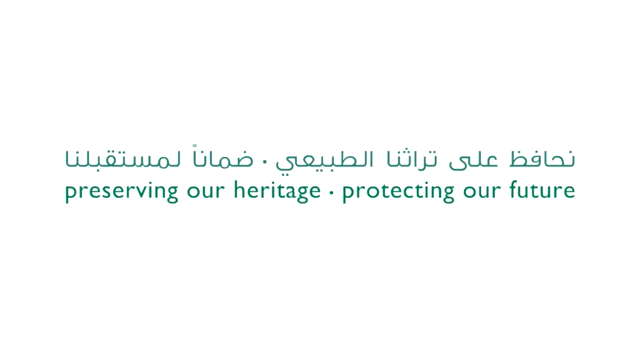 نحافظ على تراثنا الطبيعي • ضماناً لمستقبلنا
preserving our heritage • protecting our future